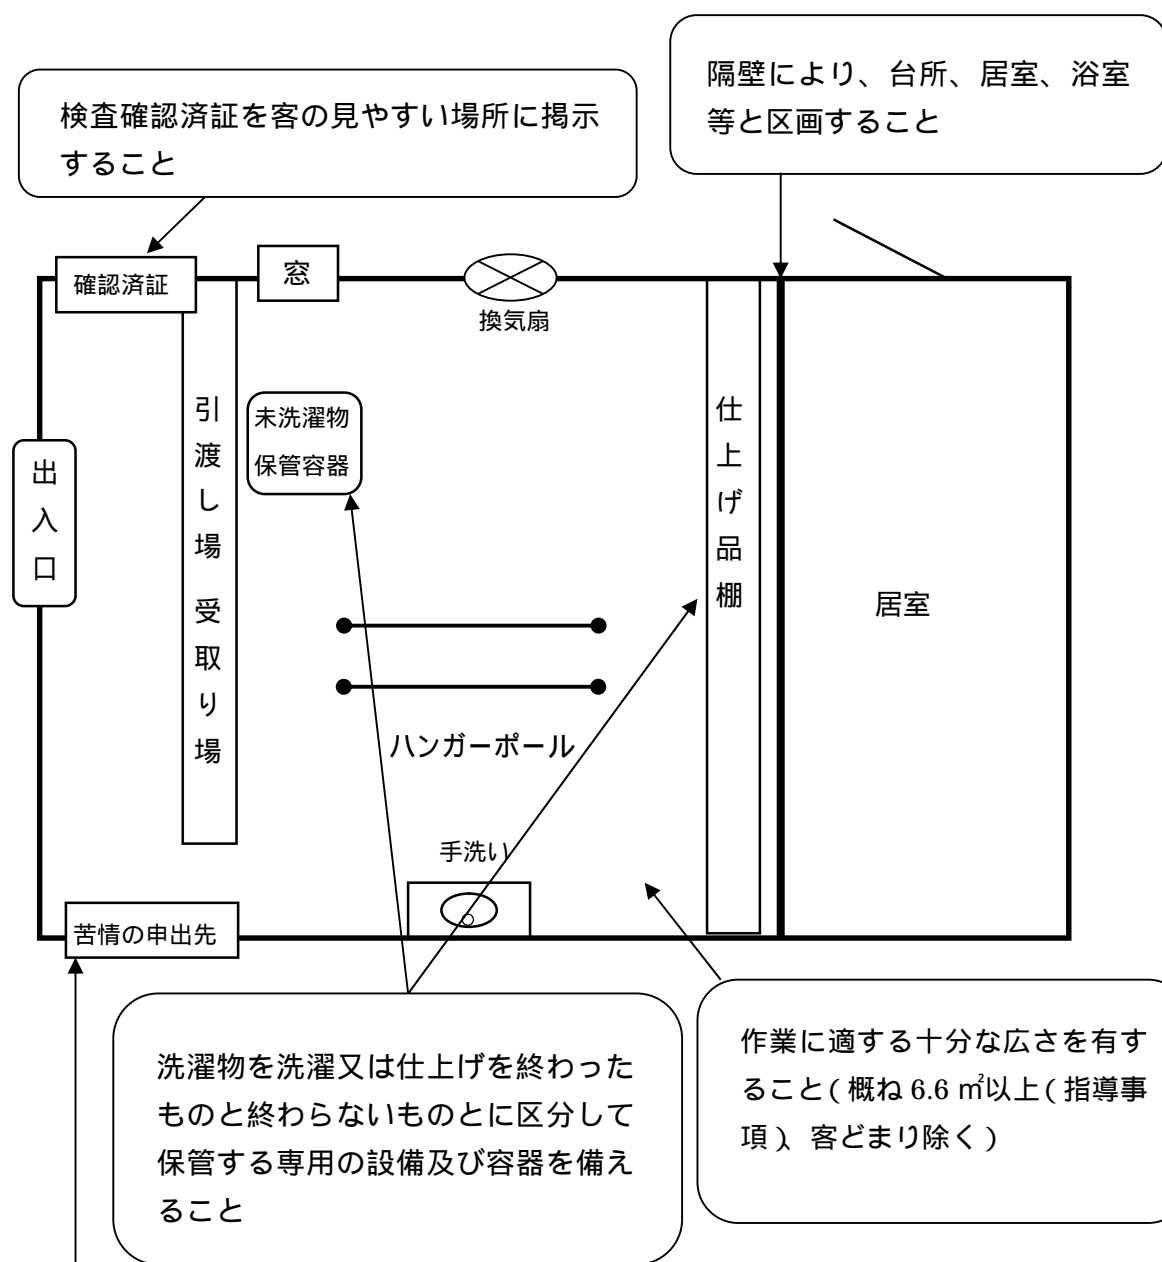 隔壁により、台所、居室、浴室
等と区画すること
検査確認済証を客の見やすい場所に掲示
すること
確認済証
窓
換気扇
引渡し場 受取り場
未洗濯物
保管容器
仕上げ品棚
出入口
居室
ハンガーポール
手洗い
苦情の申出先
洗濯物を洗濯又は仕上げを終わった
ものと終わらないものとに区分して
保管する専用の設備及び容器を備え
ること
作業に適する十分な広さを有す
ること(概ね 6.6 ㎡以上(指導事
項)、客どまり除く)